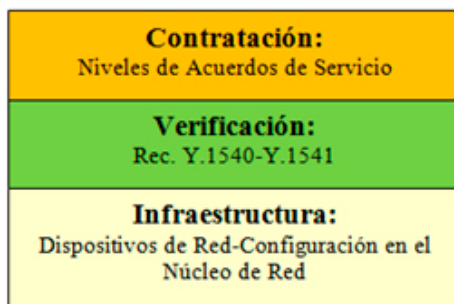 Contratación:
Niveles de Acuerdos de Servicio
Verificación:
Rec. Y.1540-Y.1541
Infraestructura:
Dispositivos de Red-Configuración en el
Núcleo de Red